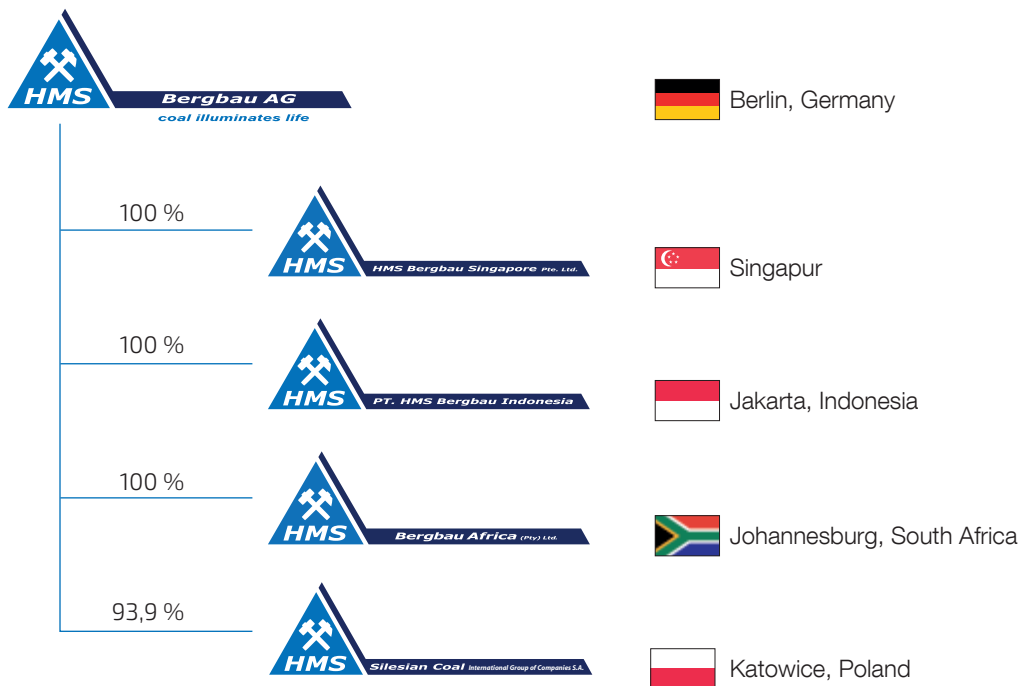 HMS
Bergbau AG
coal illuminates life
Berlin, Germany
100 %
HMS
HMS Bergbau Singapore Pte. Ltd.
Singapur
100 %
HMS
PT. HMS Bergbau Indonesia
Jakarta, Indonesia
100 %
HMS
Bergbau Africa (Pty) Ltd.
Johannesburg, South Africa
93,9 %
HMS
Silesian Coal International Group of Companies S.A.
Katowice, Poland